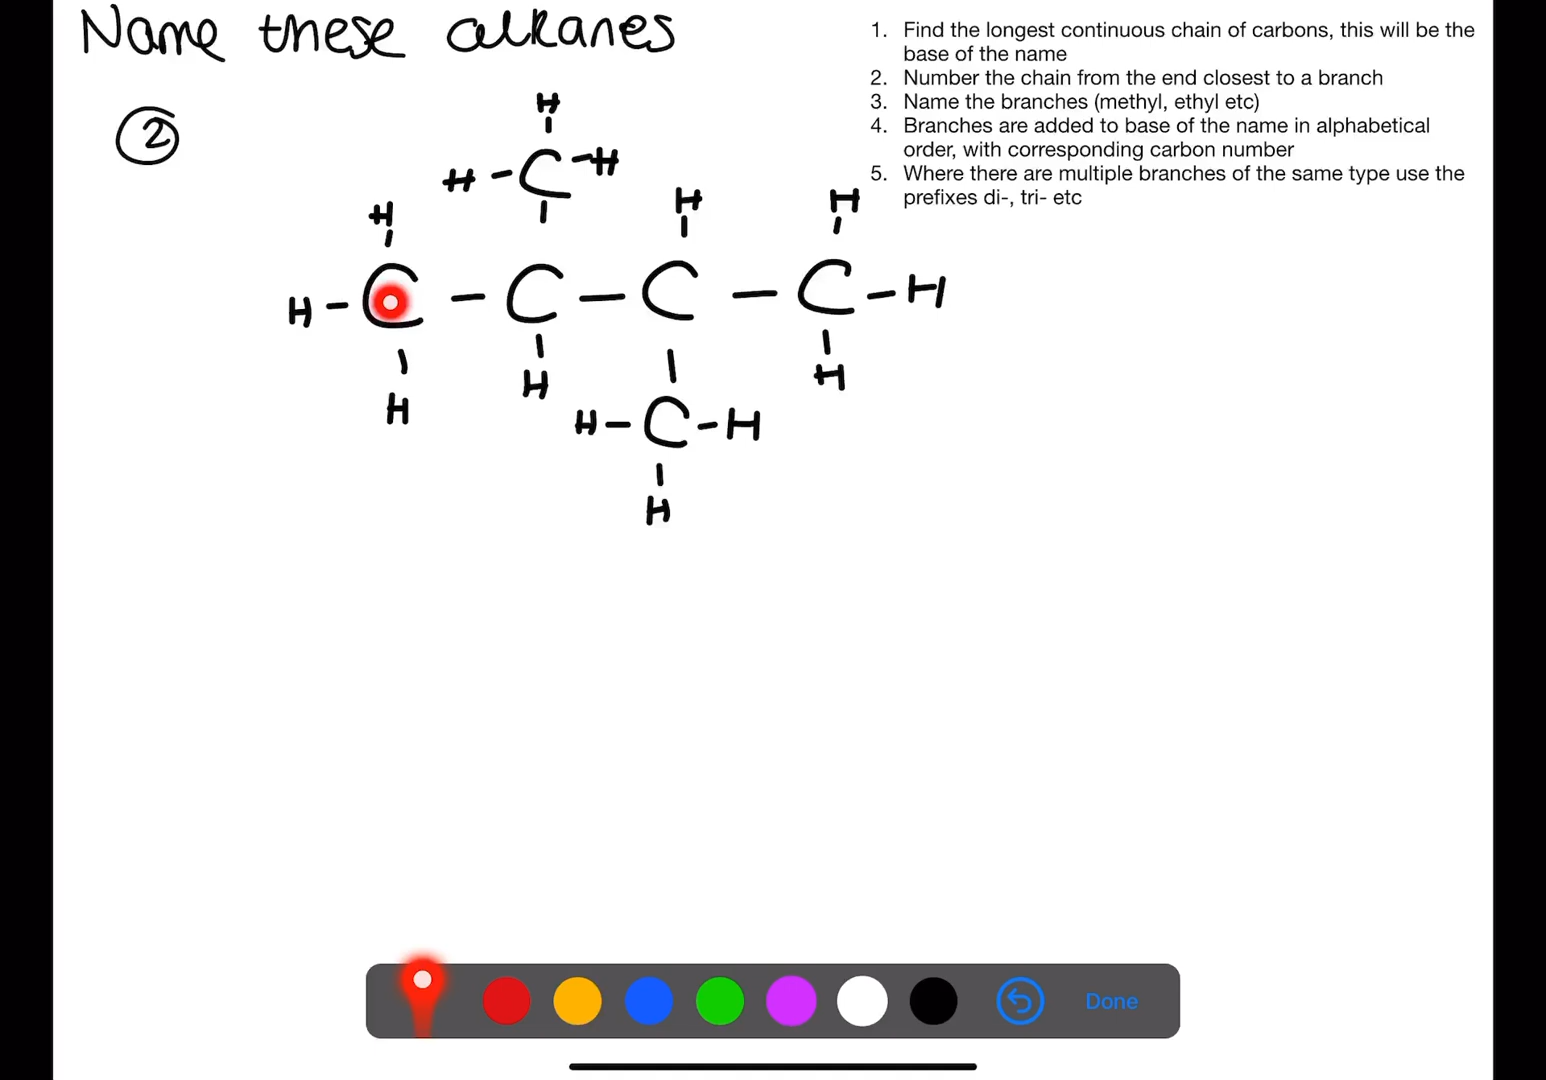 Name these alkanes
1. Find the longest continuous chain of carbons, this will be the
base of the name
2. Number the chain from the end closest to a branch
3. Name the branches (methyl, ethyl etc)
4. Branches are added to base of the name in alphabetical
order, with corresponding carbon number
5. Where there are multiple branches of the same type use the
prefixes di-, tri- etc
2
H
H - C - H
H H H
H - C - C - C - C - H
H H H
H - C - H
H
Done